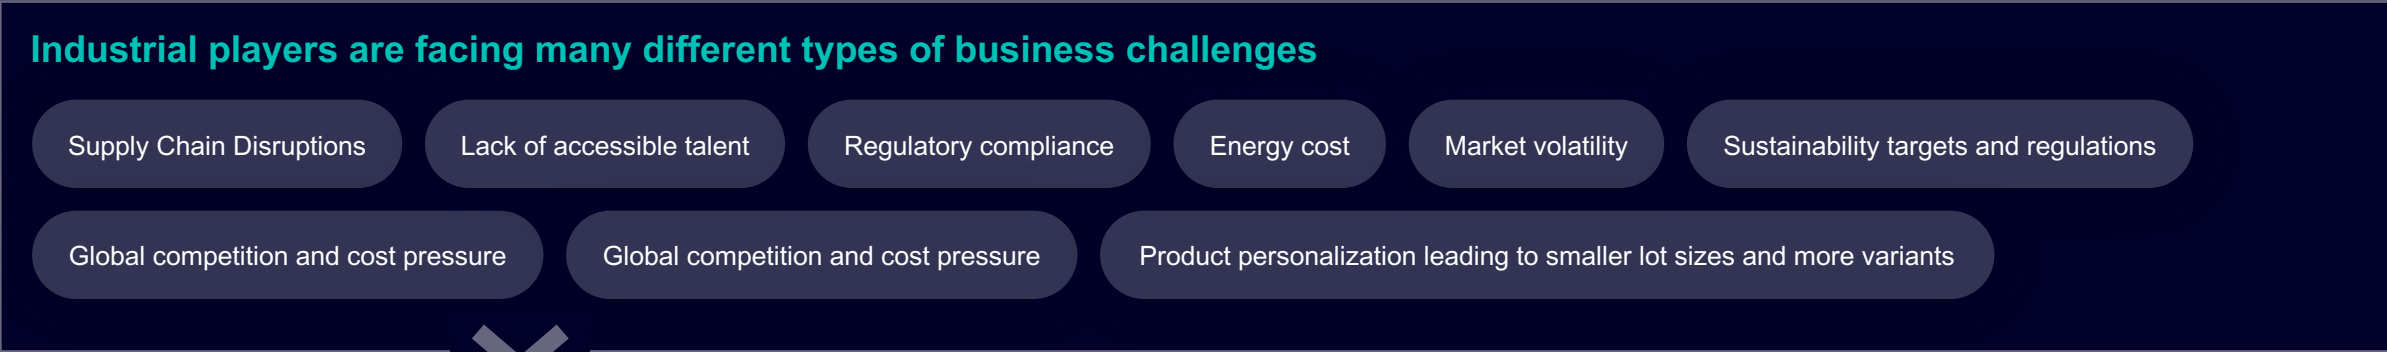 Industrial players are facing many different types of business challenges
Supply Chain Disruptions
Lack of accessible talent
Regulatory compliance
Energy cost
Market volatility
Sustainability targets and regulations
Global competition and cost pressure
Global competition and cost pressure
Product personalization leading to smaller lot sizes and more variants